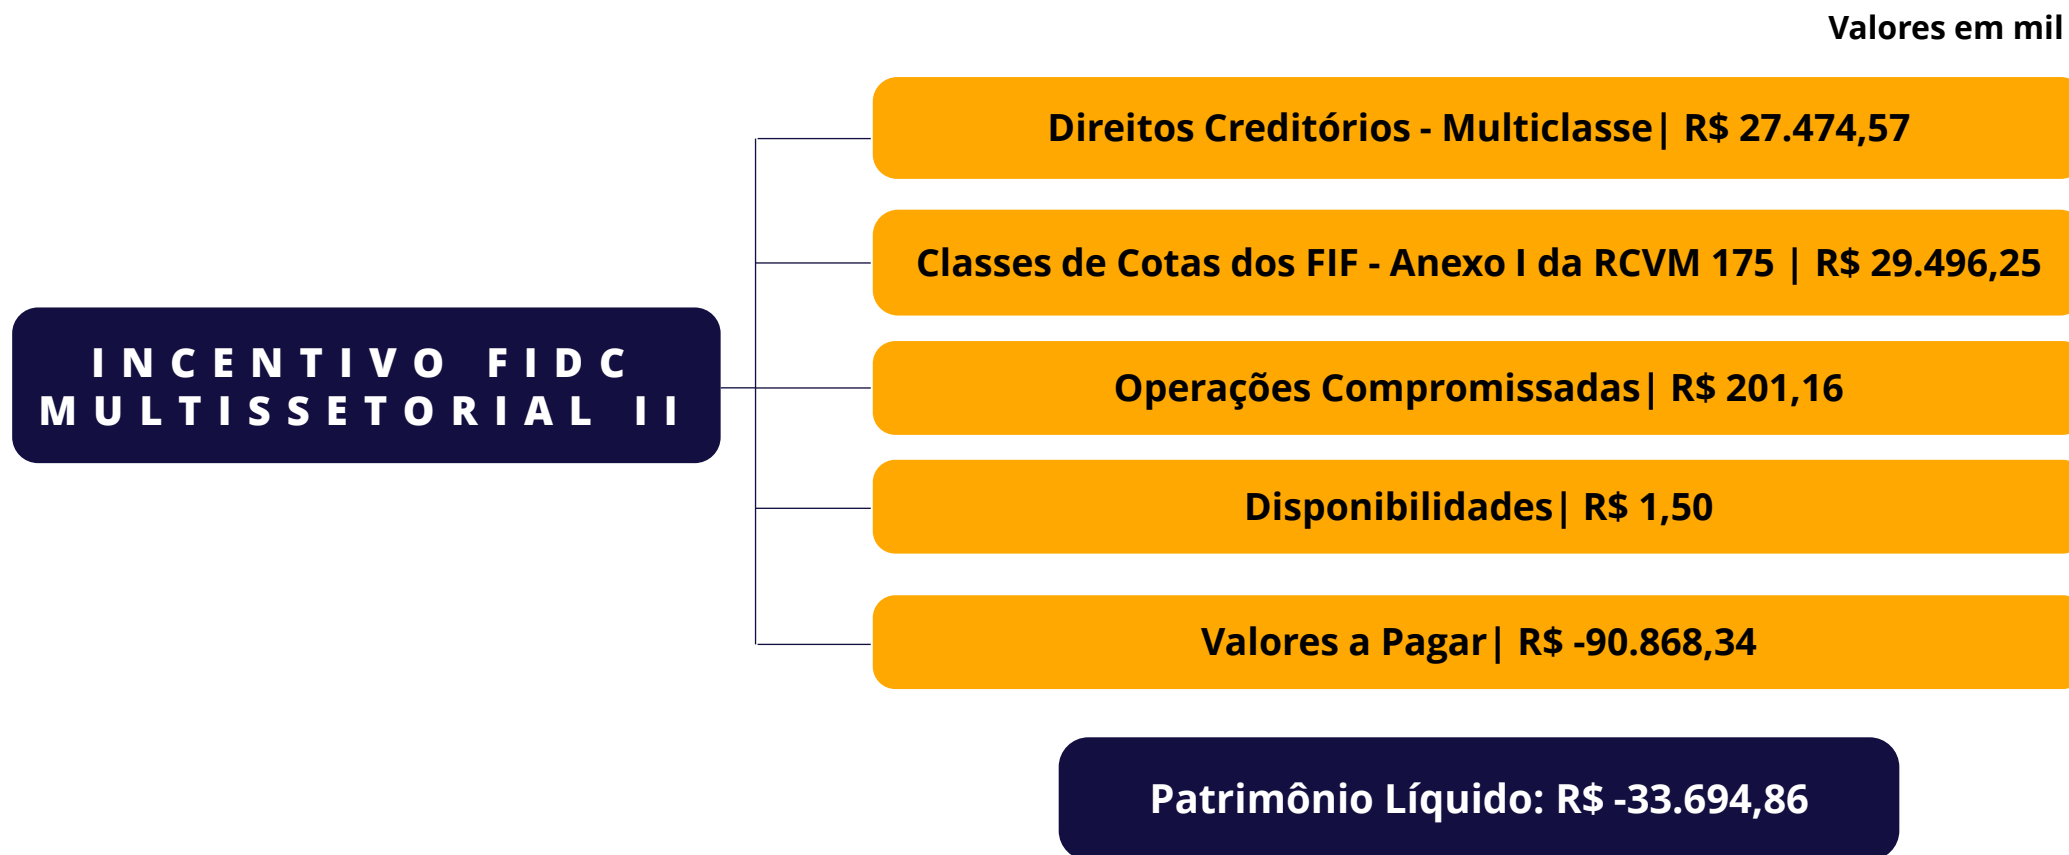 Valores em mil
Direitos Creditórios - Multiclasse| R$ 27.474,57
Classes de Cotas dos FIF - Anexo I da RCVM 175 | R$ 29.496,25
INCENTIVO FIDC
MULTISSETORIAL II
Operações Compromissadas| R$ 201,16
Disponibilidades| R$ 1,50
Valores a Pagar| R$ -90.868,34
Patrimônio Líquido: R$ -33.694,86